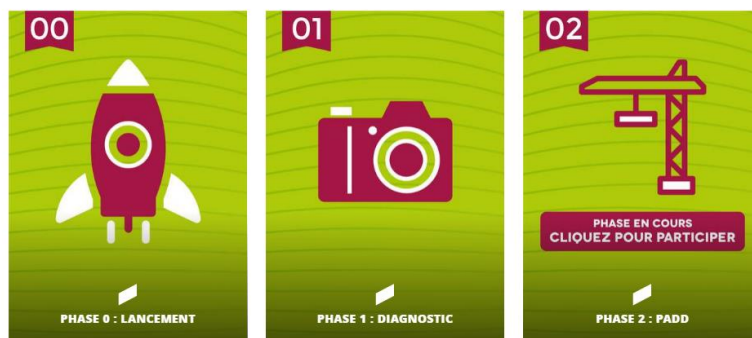 00
PHASE 0 : LANCEMENT
01
PHASE 1 : DIAGNOSTIC
02
PHASE EN COURS
CLIQUEZ POUR PARTICIPER
PHASE 2 : PADD